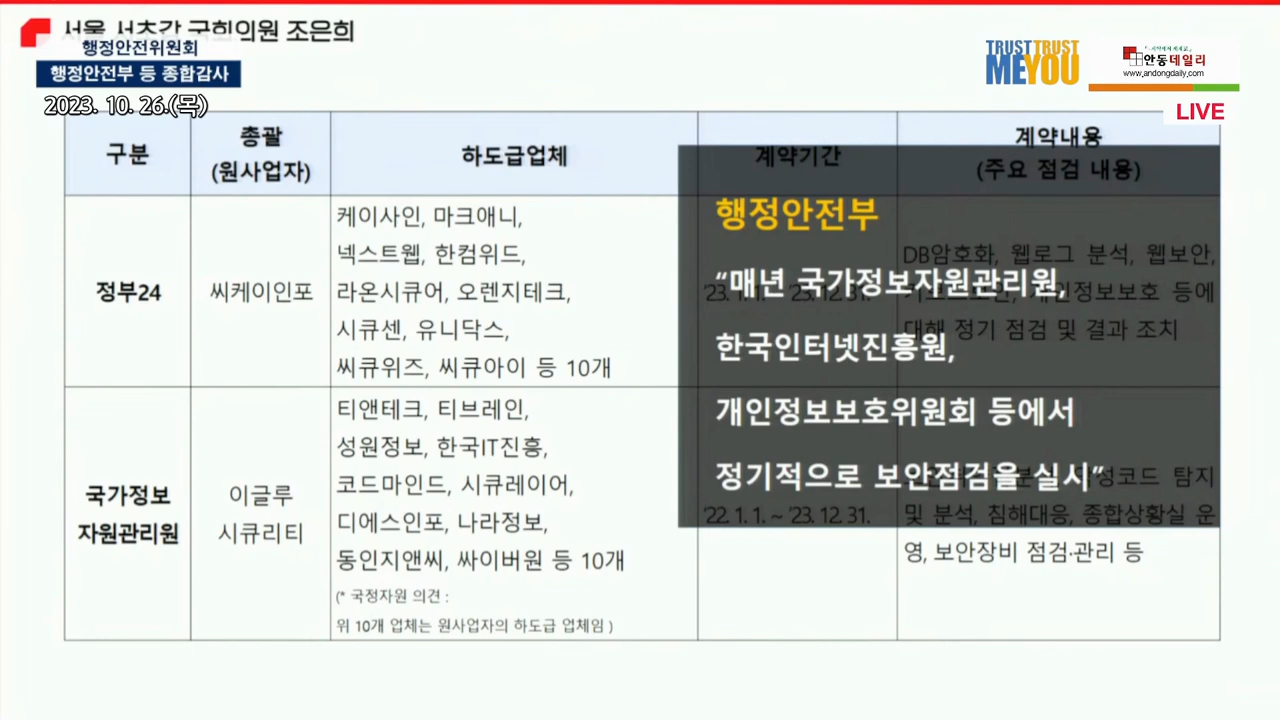 서울 서초갑 국회의원 조은희
행정안전위원회
행정안전부 등 종합감사
2023. 10. 26.(목)
TRUST TRUST
ME YOU
안동데일리
www.andongdaily.com
LIVE
구분
총괄
(원사업자)
하도급업체
계약기간
계약내용
(주요 점검 내용)
정부24
씨케이인포
케이사인, 마크애니,
넥스트웹, 한컴위드,
라온시큐어, 오렌지테크,
시큐센, 유니닥스,
씨큐위즈, 씨큐아이 등 10개
'23. 1. 1. ~ '23. 12. 31.
DB암호화, 웹로그 분석, 웹보안,
개인정보보호 등에
대해 정기 점검 및 결과 조치
국가정보
자원관리원
이글루
시큐리티
티앤테크, 티브레인,
성원정보, 한국IT진흥,
코드마인드, 시큐레이어,
디에스인포, 나라정보,
동인지앤씨, 싸이버원 등 10개
(* 국정자원 의견 :
위 10개 업체는 원사업자의 하도급 업체임 )
'22. 1. 1. ~ '23. 12. 31.
악성코드 탐지
및 분석, 침해대응, 종합상황실 운
영, 보안장비 점검·관리 등
행정안전부
“매년 국가정보자원관리원,
한국인터넷진흥원,
개인정보보호위원회 등에서
정기적으로 보안점검을 실시”